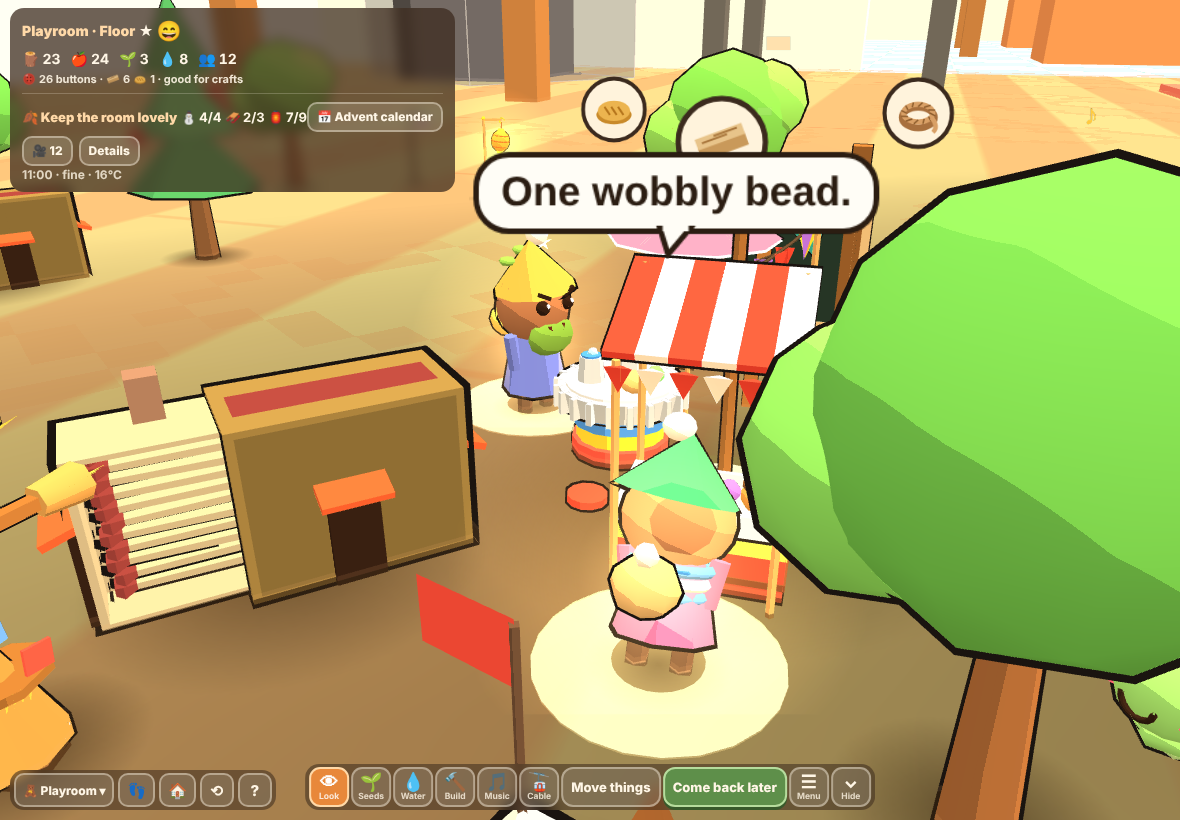 Playroom · Floor ★
23 24 3 8 12
26 buttons · 6 1 · good for crafts
Keep the room lovely 4/4 2/3 7/9 Advent calendar
12 Details
11:00 · fine · 16°C
One wobbly bead.
Playroom ▾
?
Look Seeds Water Build Music Cable Move things Come back later Menu Hide